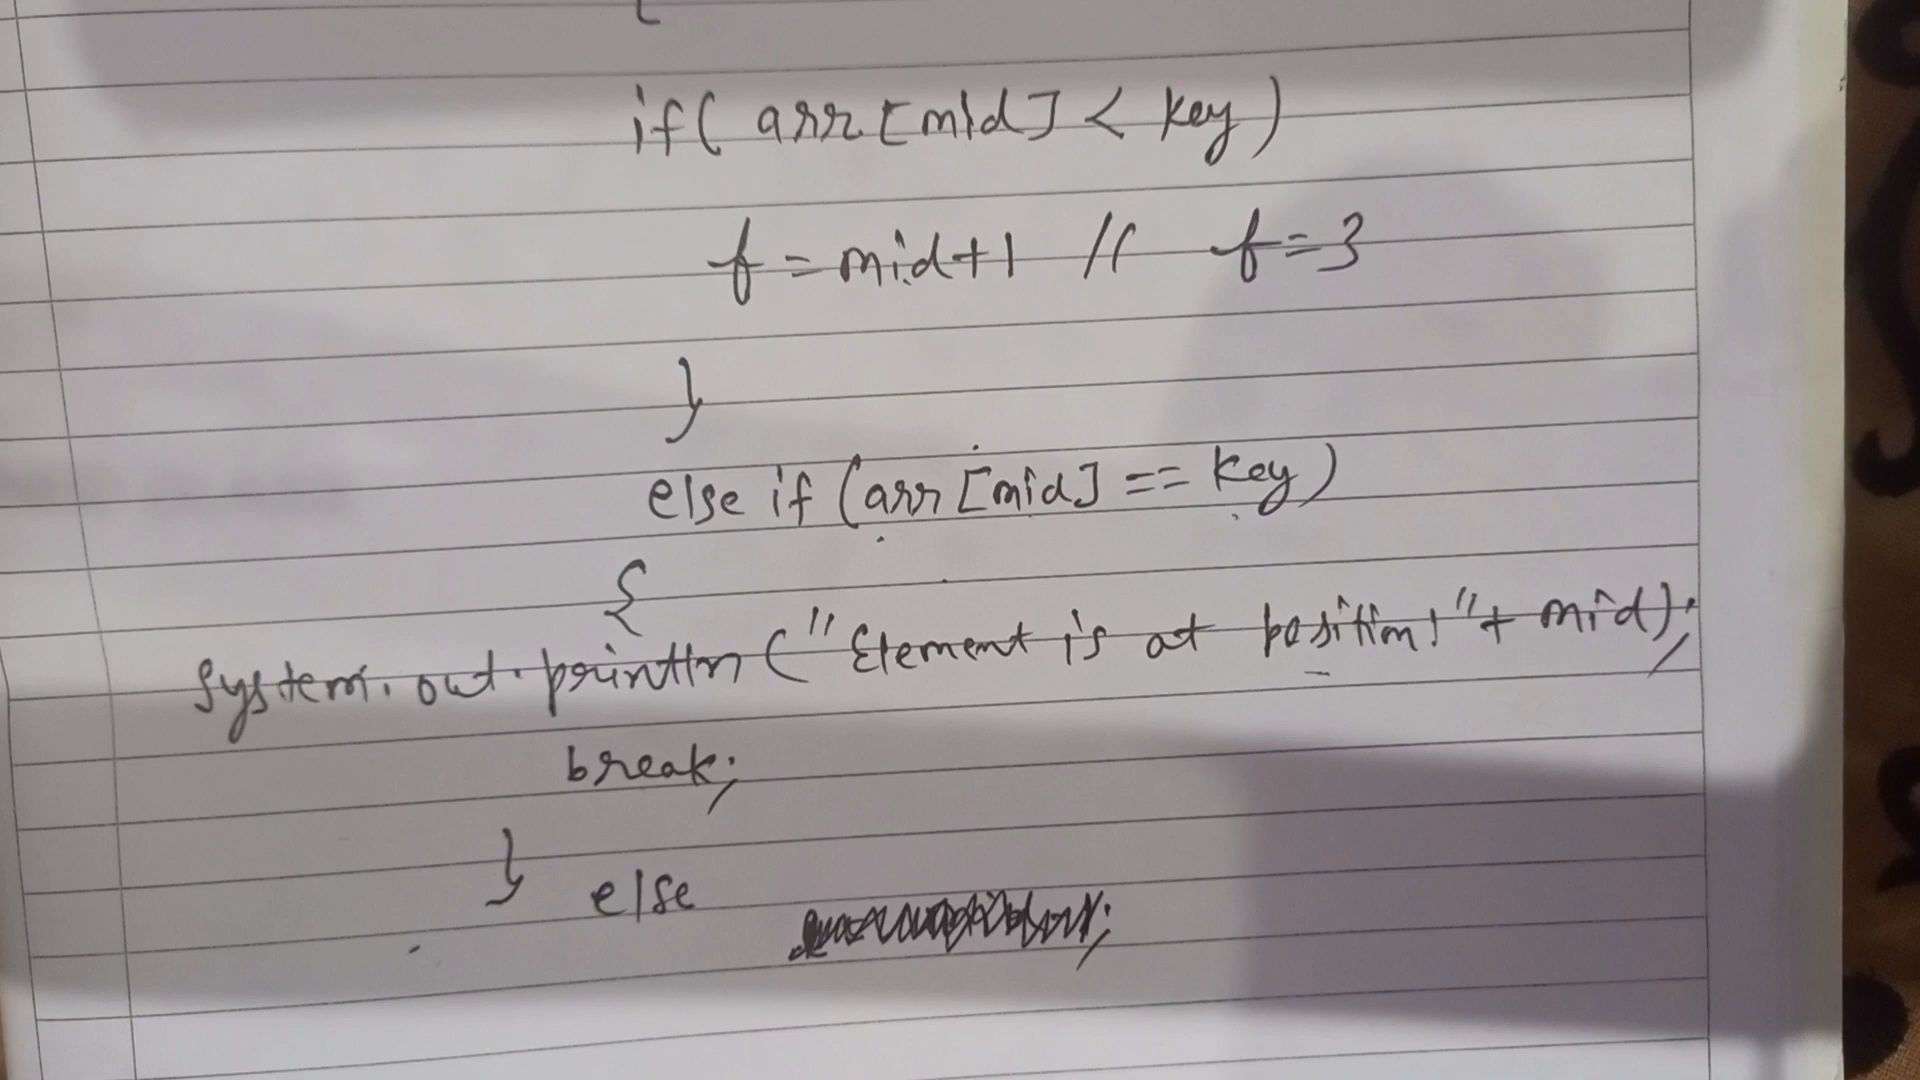 {
if( arr[mid] < key)
f = mid+1 // f=3
}
else if (arr[mid] == key)
{
System.out.println("Element is at position!"+ mid);
break;
} else